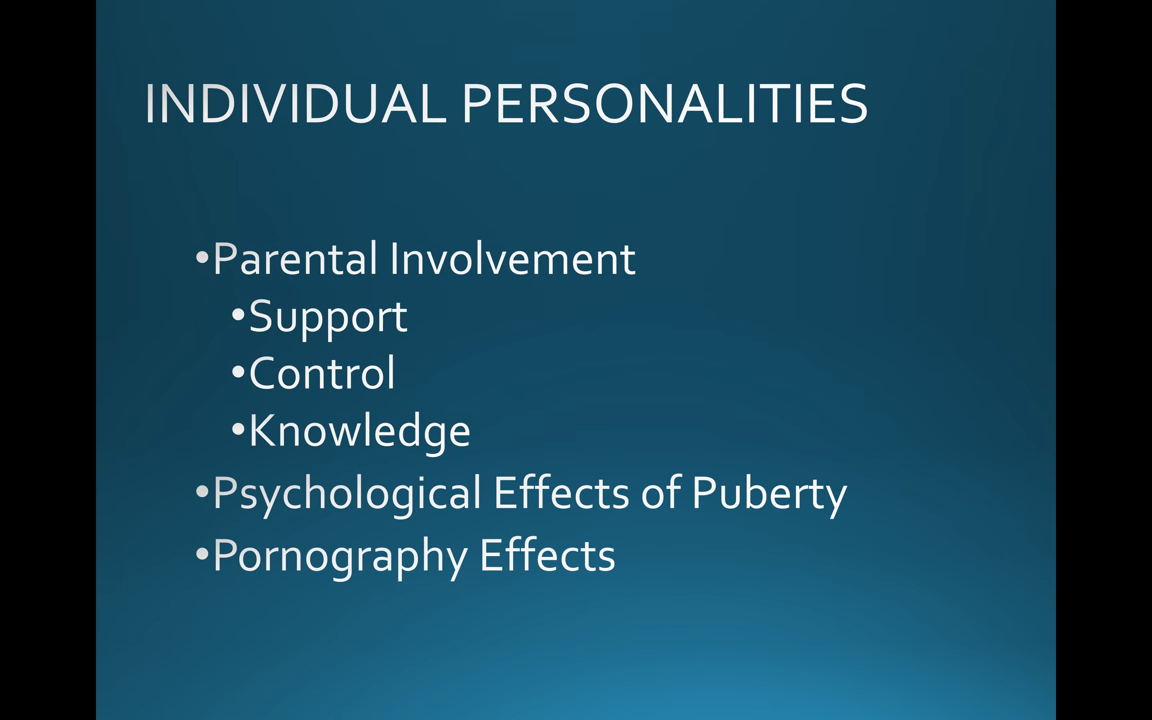 INDIVIDUAL PERSONALITIES
•Parental Involvement
•Support
•Control
•Knowledge
•Psychological Effects of Puberty
•Pornography Effects